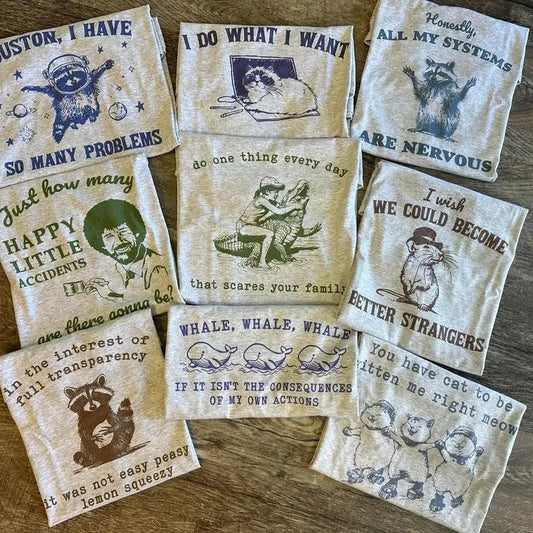 OUSTON, I HAVE
SO MANY PROBLEMS
I DO WHAT I WANT
Honestly,
ALL MY SYSTEMS
ARE NERVOUS
Just how many
HAPPY
LITTLE
ACCIDENTS
are there gonna be?
do one thing every day
that scares your family
I wish
WE COULD BECOME
BETTER STRANGERS
in the interest of
full transparency
it was not easy peasy
lemon squeezy
WHALE, WHALE, WHALE
IF IT ISN'T THE CONSEQUENCES
OF MY OWN ACTIONS
You have cat to be
itten me right meow